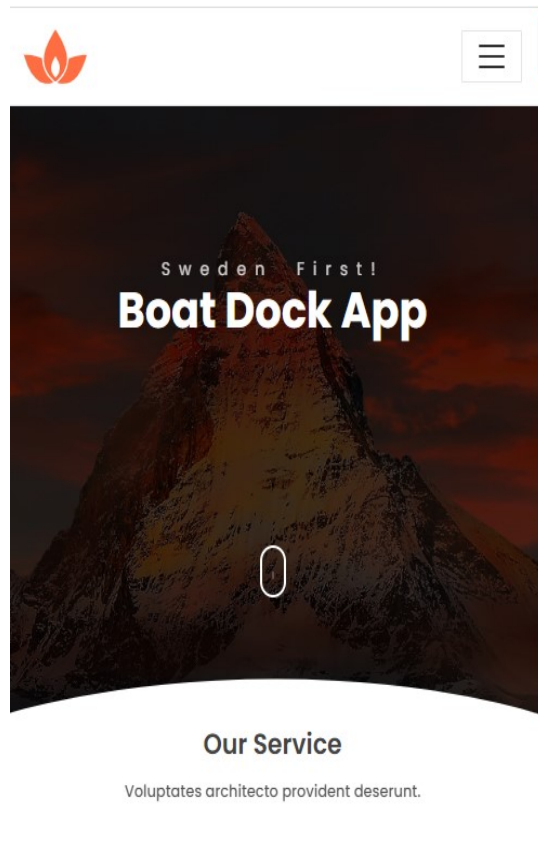 Sweden First!
Boat Dock App
Our Service
Voluptates architecto provident deserunt.